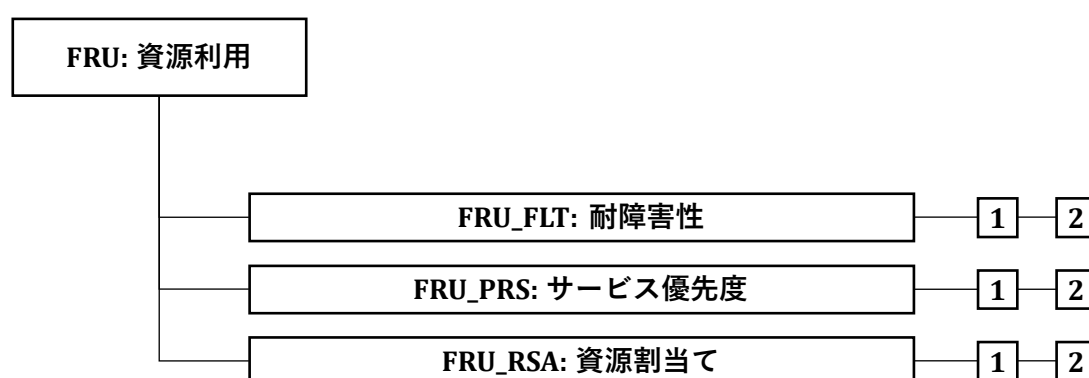 FRU: 資源利用
FRU_FLT: 耐障害性 1 2
FRU_PRS: サービス優先度 1 2
FRU_RSA: 資源割当て 1 2